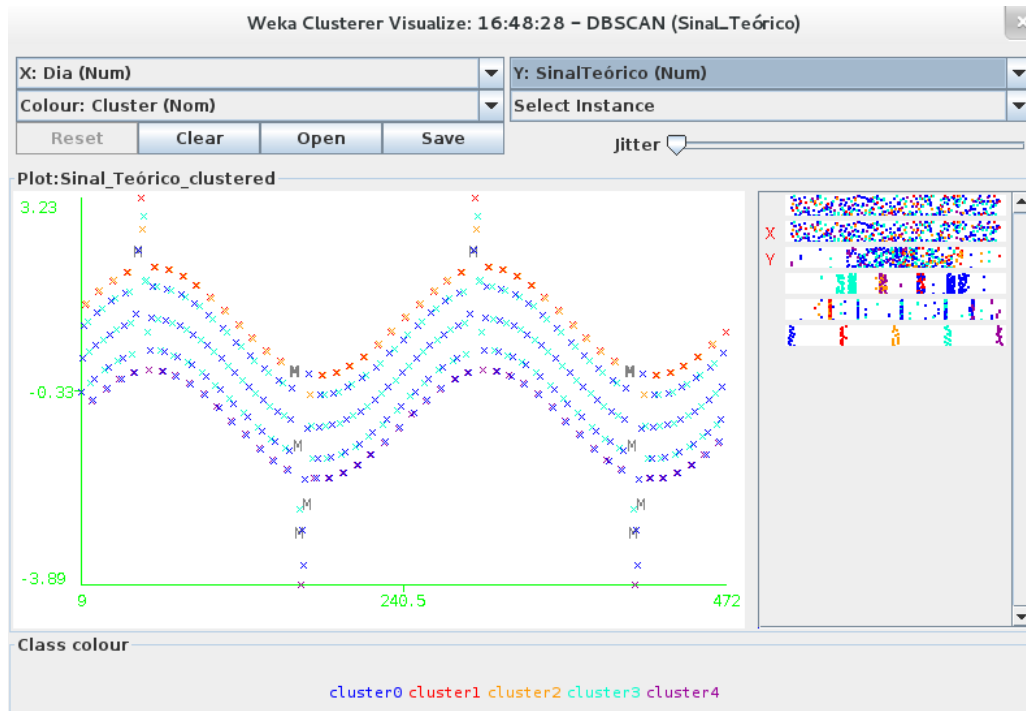 Weka Clusterer Visualize: 16:48:28 – DBSCAN (Sinal_Teórico)
X: Dia (Num)
Y: SinalTeórico (Num)
Colour: Cluster (Nom)
Select Instance
Reset Clear Open Save
Jitter
Plot:Sinal_Teórico_clustered
3.23
-0.33
-3.89
9 240.5 472
M
M
M
M
M
M
M
M
M
M
X
Y
Class colour
cluster0 cluster1 cluster2 cluster3 cluster4